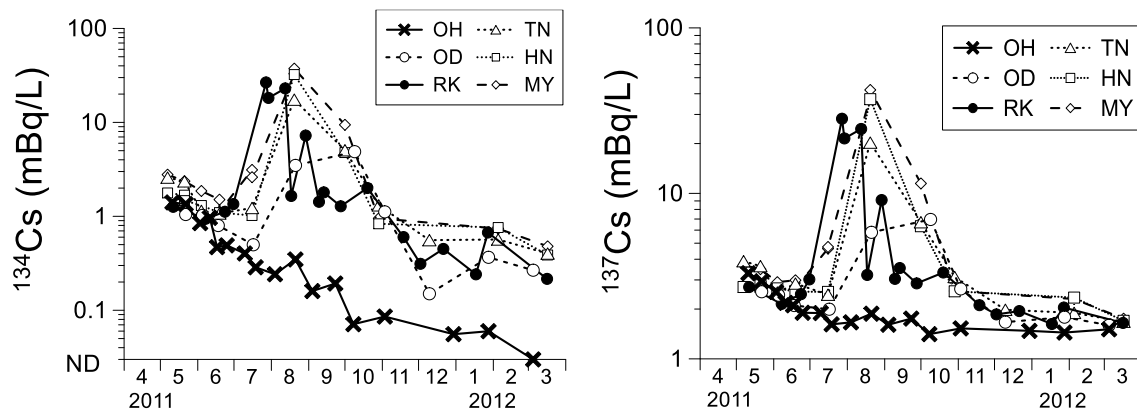 100
10
1
0.1
ND
134Cs (mBq/L)
OH TN
OD HN
RK MY
4 5 6 7 8 9 10 11 12 1 2 3
2011 2012
100
10
1
137Cs (mBq/L)
OH TN
OD HN
RK MY
4 5 6 7 8 9 10 11 12 1 2 3
2011 2012